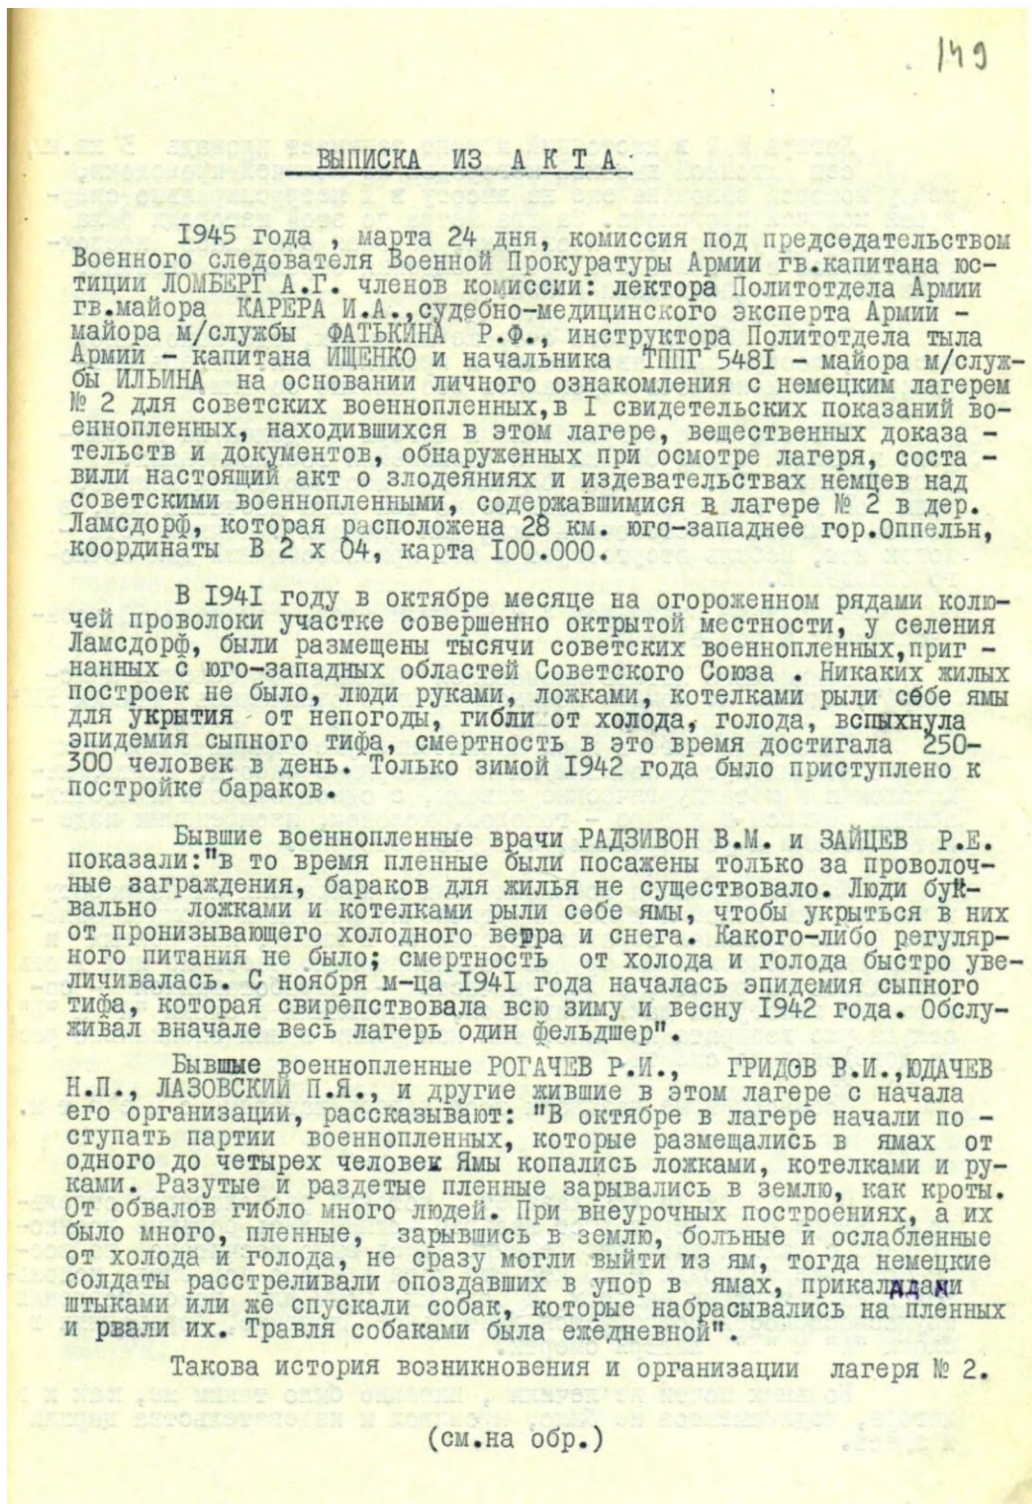 149
ВЫПИСКА ИЗ А К Т А
1945 года , марта 24 дня, комиссия под председательством
Военного следователя Военной Прокуратуры Армии гв.капитана юс-
тиции ЛОМБЕРГ А.Г. членов комиссии: лектора Политотдела Армии
гв.майора КАРЕРА И.А.,судебно-медицинского эксперта Армии -
майора м/службы ФАТЬКИНА Р.Ф., инструктора Политотдела тыла
Армии - капитана ИЩЕНКО и начальника ТППГ 5481 - майора м/служ-
бы ИЛЬИНА на основании личного ознакомления с немецким лагерем
№ 2 для советских военнопленных,в I свидетельских показаний во-
еннопленных, находившихся в этом лагере, вещественных доказа -
тельств и документов, обнаруженных при осмотре лагеря, соста -
вили настоящий акт о злодеяниях и издевательствах немцев над
советскими военнопленными, содержавшимися в лагере № 2 в дер.
Ламсдорф, которая расположена 28 км. юго-западнее гор.Оппельн,
координаты В 2 х 04, карта 100.000.
В 1941 году в октябре месяце на огороженном рядами колю-
чей проволоки участке совершенно октрытой местности, у селения
Ламсдорф, были размещены тысячи советских военнопленных,приг -
нанных с юго-западных областей Советского Союза . Никаких жилых
построек не было, люди руками, ложками, котелками рыли себе ямы
для укрытия от непогоды, гибли от холода, голода, вспыхнула
эпидемия сыпного тифа, смертность в это время достигала 250-
300 человек в день. Только зимой 1942 года было приступлено к
постройке бараков.
Бывшие военнопленные врачи РАДЗИВОН В.М. и ЗАЙЦЕВ Р.Е.
показали:"в то время пленные были посажены только за проволоч-
ные заграждения, бараков для жилья не существовало. Люди бук-
вально ложками и котелками рыли себе ямы, чтобы укрыться в них
от пронизывающего холодного ветра и снега. Какого-либо регуляр-
ного питания не было; смертность от холода и голода быстро уве-
личивалась. С ноября м-ца 1941 года началась эпидемия сыпного
тифа, которая свирепствовала всю зиму и весну 1942 года. Обслу-
живал вначале весь лагерь один фельдшер".
Бывшие военнопленные РОГАЧЕВ Р.И., ГРИДОВ В.И.,ЮДАЧЕВ
Н.П., ЛАЗОВСКИЙ П.Я., и другие жившие в этом лагере с начала
его организации, рассказывают: "В октябре в лагере начали по -
ступать партии военнопленных, которые размещались в ямах от
одного до четырех человек Ямы копались ложками, котелками и ру-
ками. Разутые и раздетые пленные зарывались в землю, как кроты.
От обвалов гибло много людей. При внеурочных построениях, а их
было много, пленные, зарывшись в землю, больные и ослабленные
от холода и голода, не сразу могли выйти из ям, тогда немецкие
солдаты расстреливали опоздавших в упор в ямах,
штыками или же спускали собак, которые набрасывались на пленных
и рвали их. Травля собаками была ежедневной".
Такова история возникновения и организации лагеря № 2.
(см.на обр.)